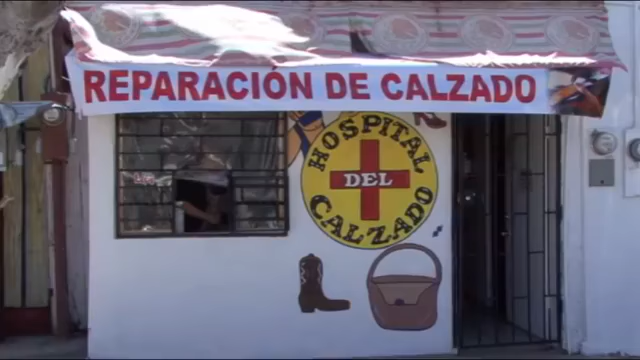 REPARACIÓN DE CALZADO
HOSPITAL
DEL
CALZADO